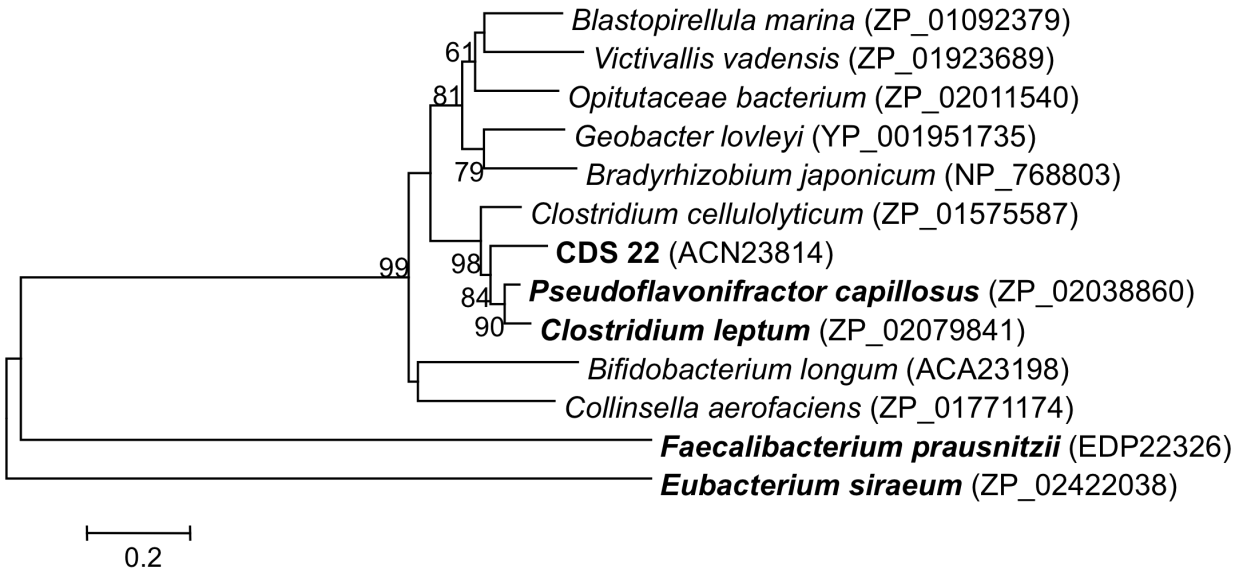 Blastopirellula marina (ZP_01092379)
61
Victivallis vadensis (ZP_01923689)
81
Opitutaceae bacterium (ZP_02011540)
Geobacter lovleyi (YP_001951735)
79
Bradyrhizobium japonicum (NP_768803)
Clostridium cellulolyticum (ZP_01575587)
CDS 22 (ACN23814)
99
98
Pseudoflavonifractor capillosus (ZP_02038860)
84
90
Clostridium leptum (ZP_02079841)
Bifidobacterium longum (ACA23198)
Collinsella aerofaciens (ZP_01771174)
Faecalibacterium prausnitzii (EDP22326)
Eubacterium siraeum (ZP_02422038)
0.2